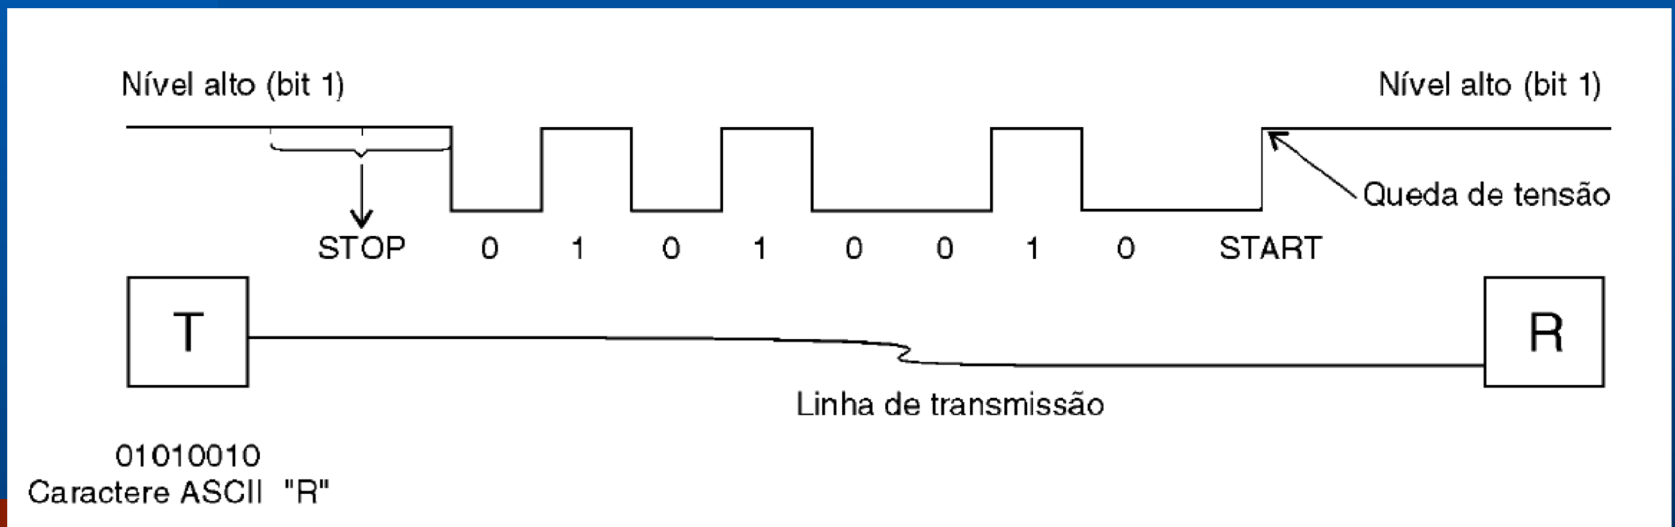 Nível alto (bit 1)
Nível alto (bit 1)
Queda de tensão
STOP 0 1 0 1 0 0 1 0 START
T
R
Linha de transmissão
01010010
Caractere ASCII "R"